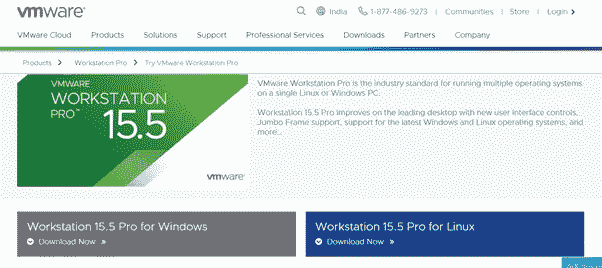 vmware®
India 1-877-486-9273 Communities Store Login
VMware Cloud Products Solutions Support Professional Services Downloads Partners Company
Products Workstation Pro Try VMware Workstation Pro
VMWARE
WORKSTATION
PRO™
15.5
vmware®
VMware Workstation Pro is the industry standard for running multiple operating systems
on a single Linux or Windows PC.
Workstation 15.5 Pro improves on the leading desktop with new user interface controls,
Jumbo Frame support, support for the latest Windows and Linux operating systems, and
more...
Workstation 15.5 Pro for Windows
Download Now »
Workstation 15.5 Pro for Linux
Download Now »